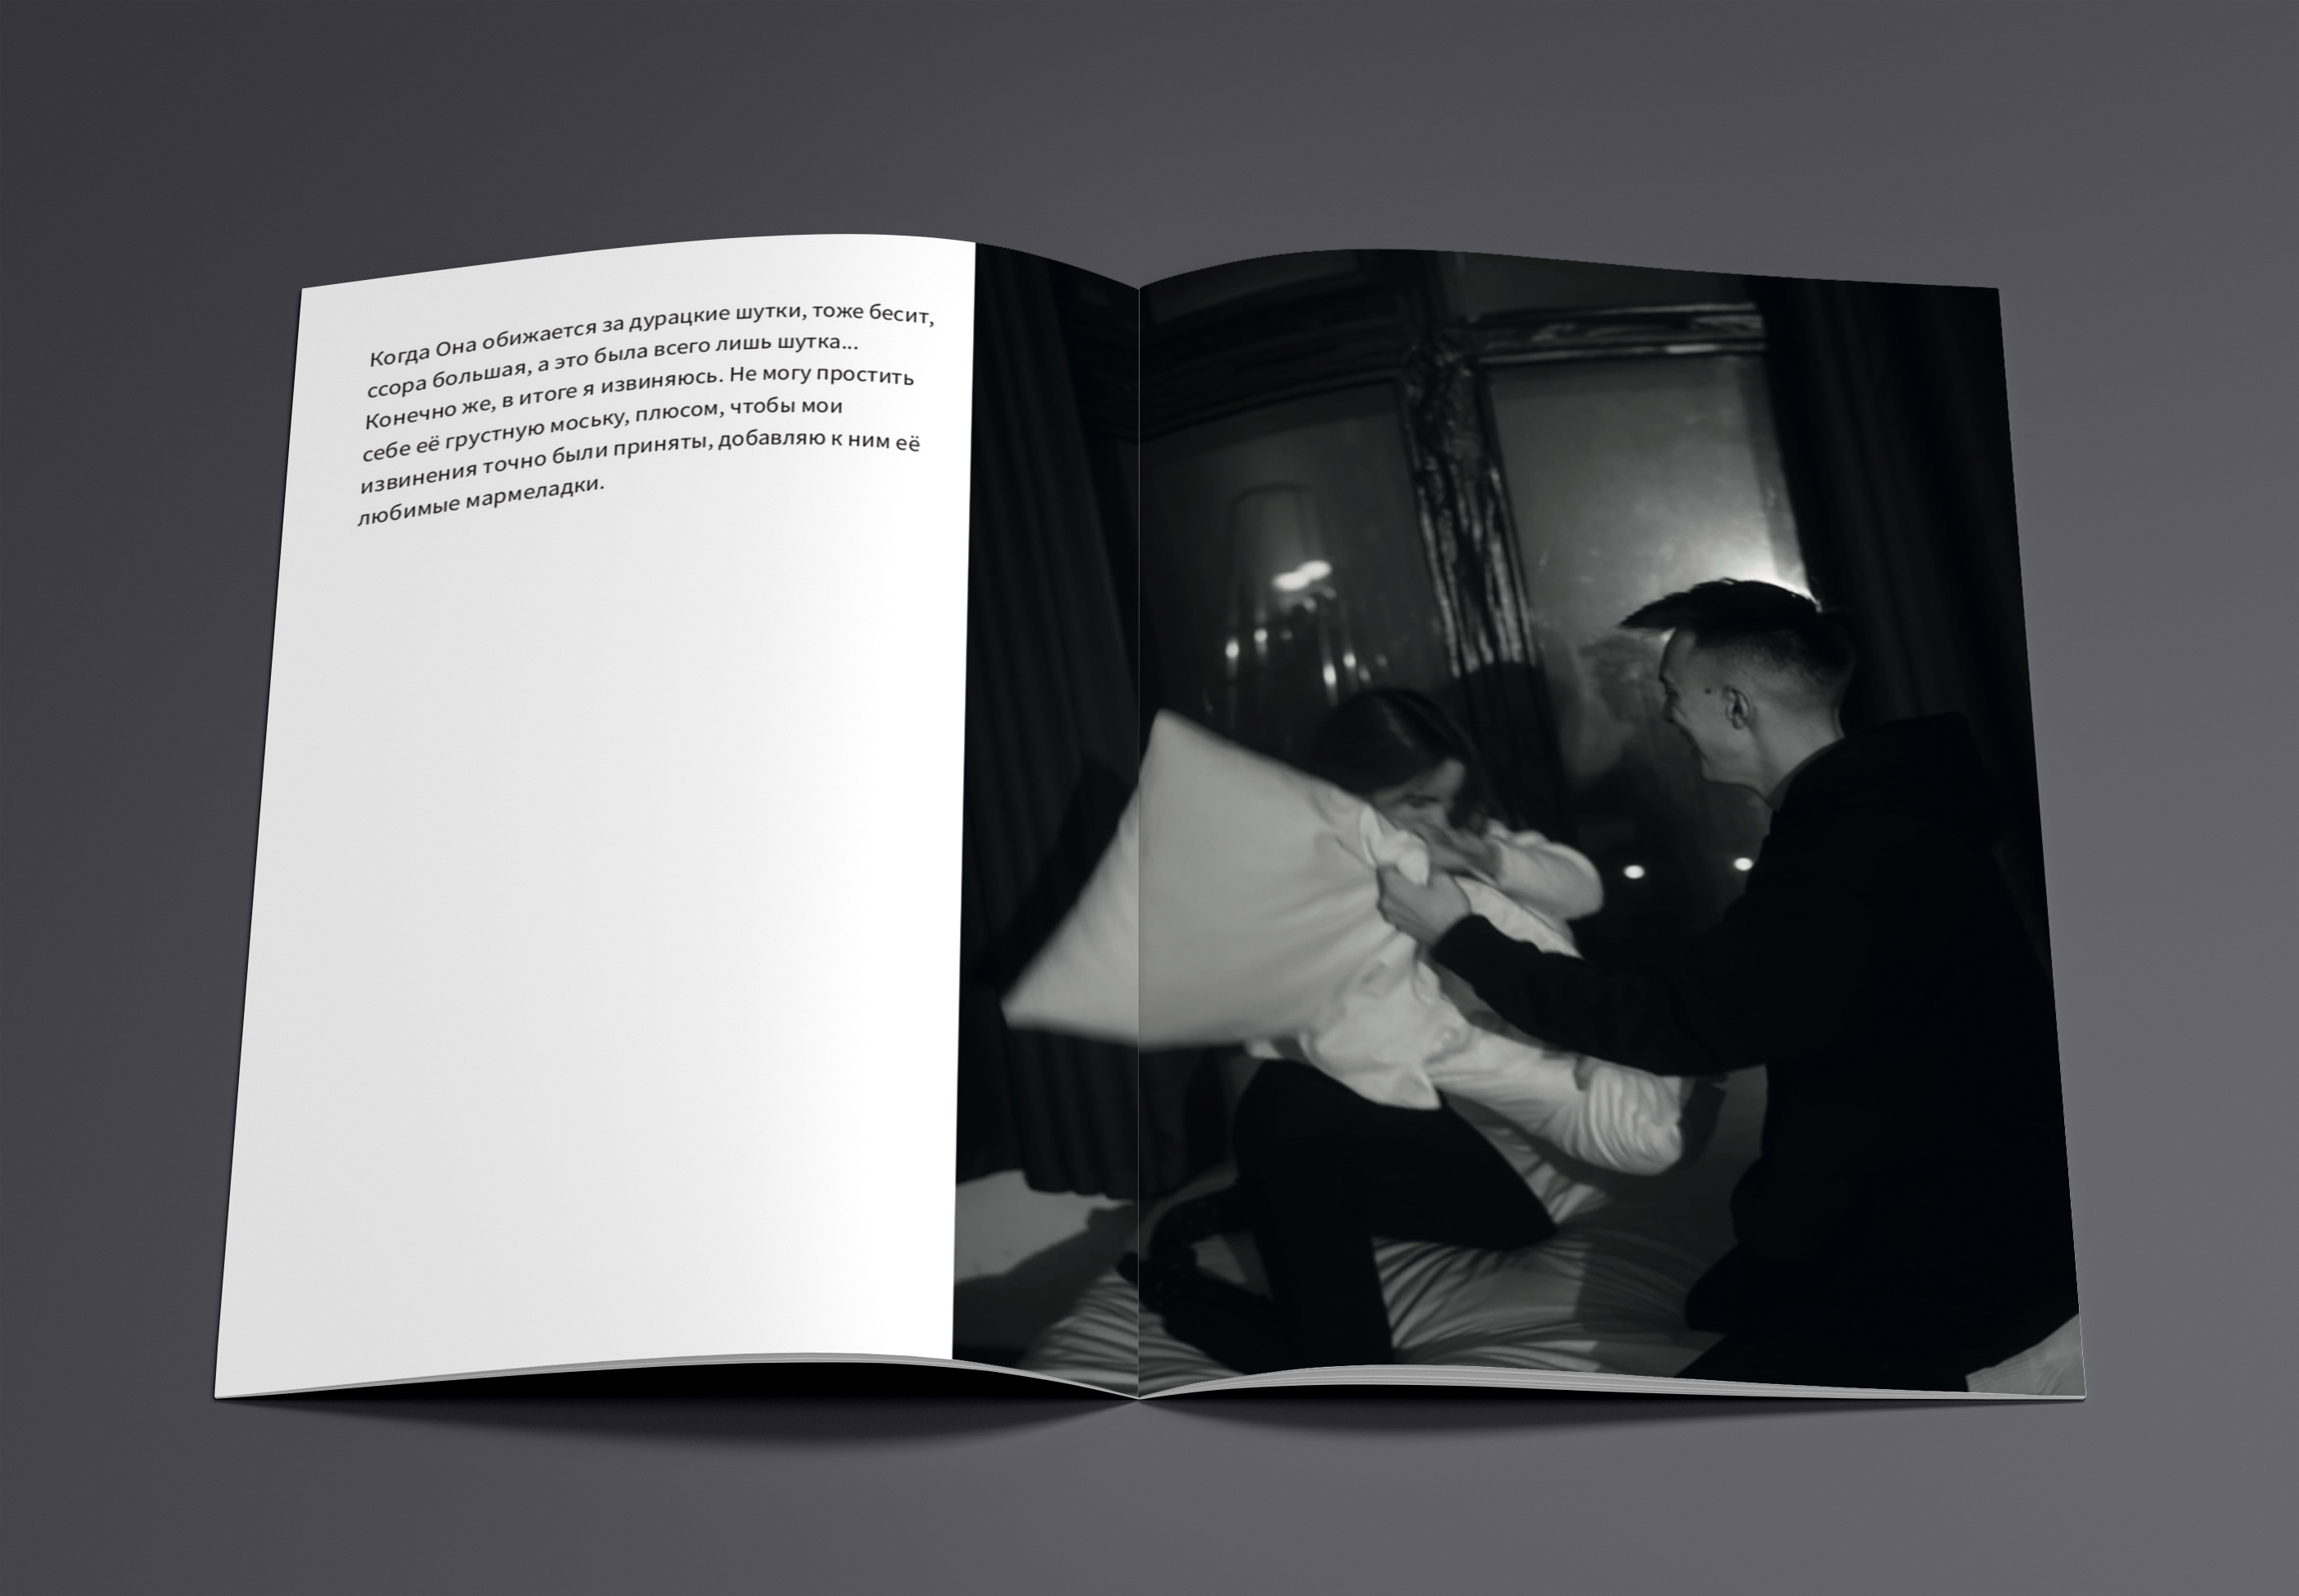 Когда Она обижается за дурацкие шутки, тоже бесит,
ссора большая, а это была всего лишь шутка...
Конечно же, в итоге я извиняюсь. Не могу простить
себе её грустную моську, плюсом, чтобы мои
извинения точно были приняты, добавляю к ним её
любимые мармеладки.